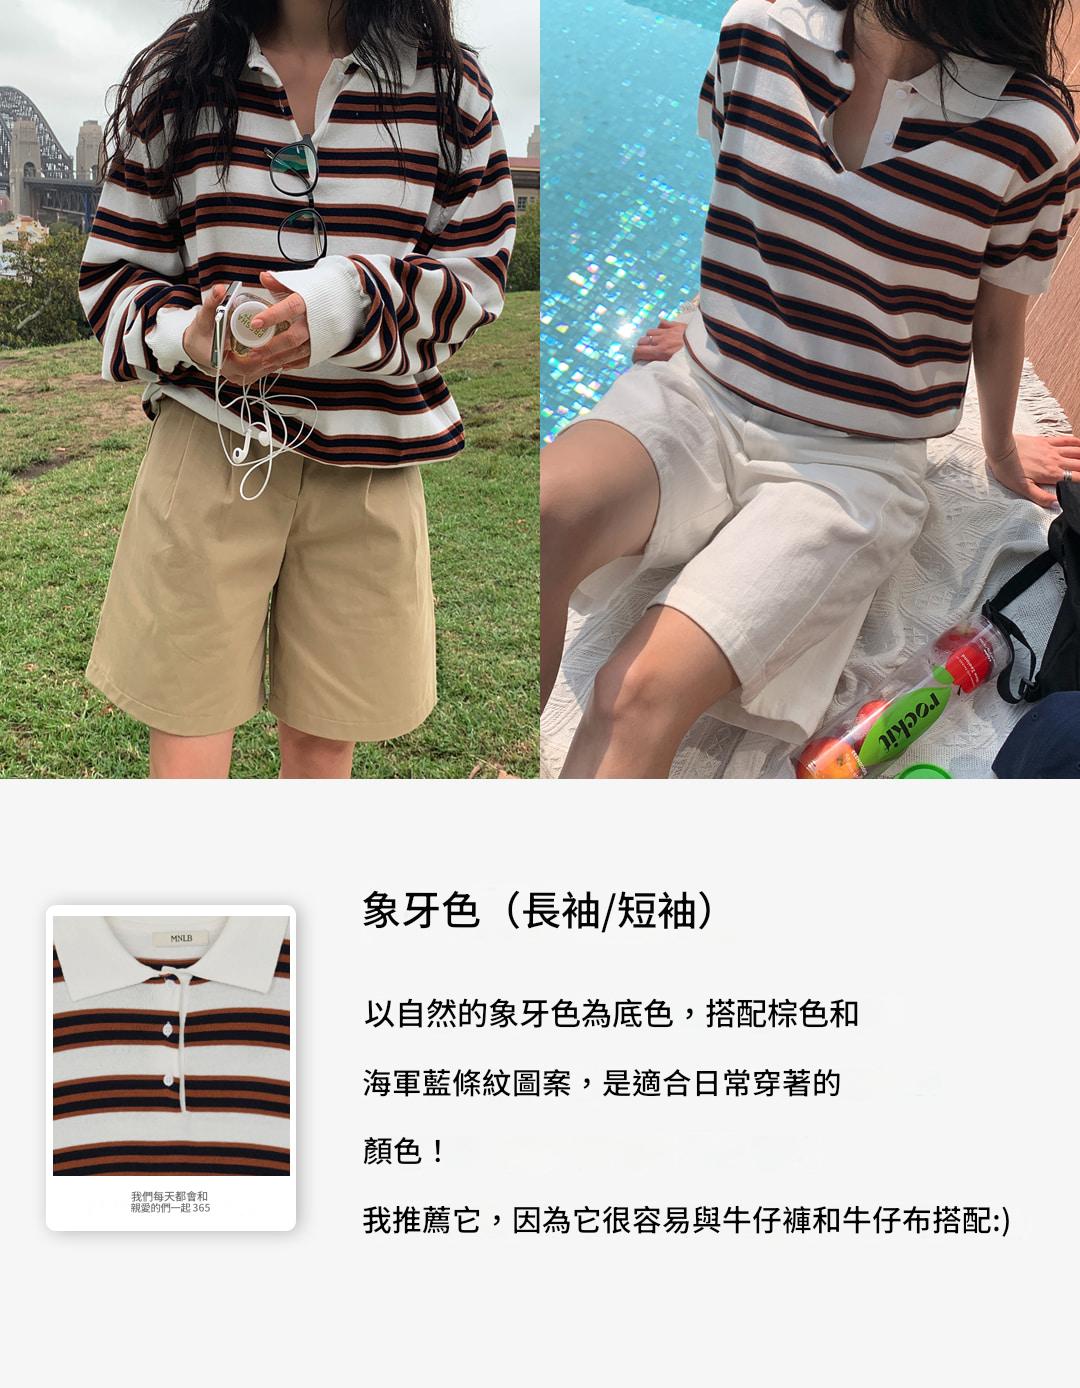 rockit
象牙色（長袖/短袖）
MNLB
以自然的象牙色為底色，搭配棕色和
海軍藍條紋圖案，是適合日常穿著的
顏色！
我推薦它，因為它很容易與牛仔褲和牛仔布搭配:)
我們每天都會和
親愛的們一起 365